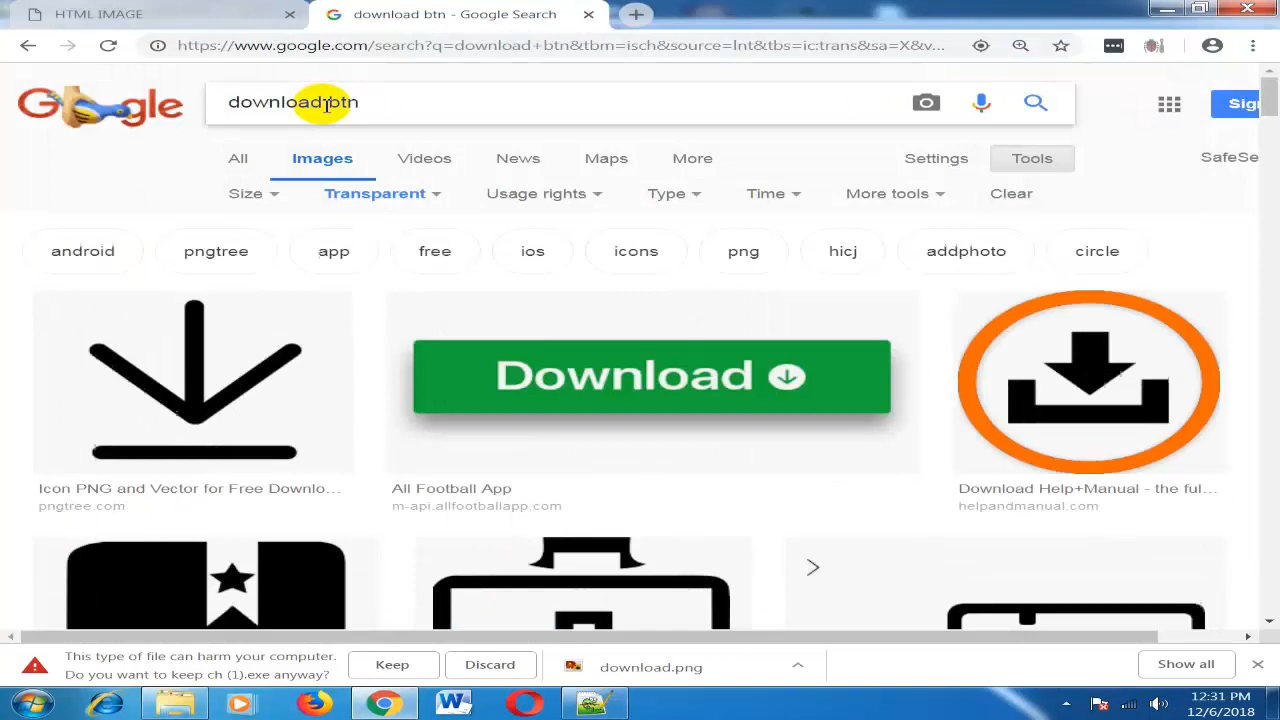 HTML IMAGE
download btn - Google Search
https://www.google.com/search?q=download+btn&tbm=isch&source=lnt&tbs=ic:trans&sa=X&v...
Google
download btn
Sign
All Images Videos News Maps More Settings Tools SafeSe
Size Transparent Usage rights Type Time More tools Clear
android pngtree app free ios icons png hicj addphoto circle
Download
Icon PNG and Vector for Free Downlo...
pngtree.com
All Football App
m-api.allfootballapp.com
Download Help+Manual - the ful...
helpandmanual.com
This type of file can harm your computer.
Do you want to keep ch (1).exe anyway?
Keep Discard download.png Show all
12:31 PM
12/6/2018